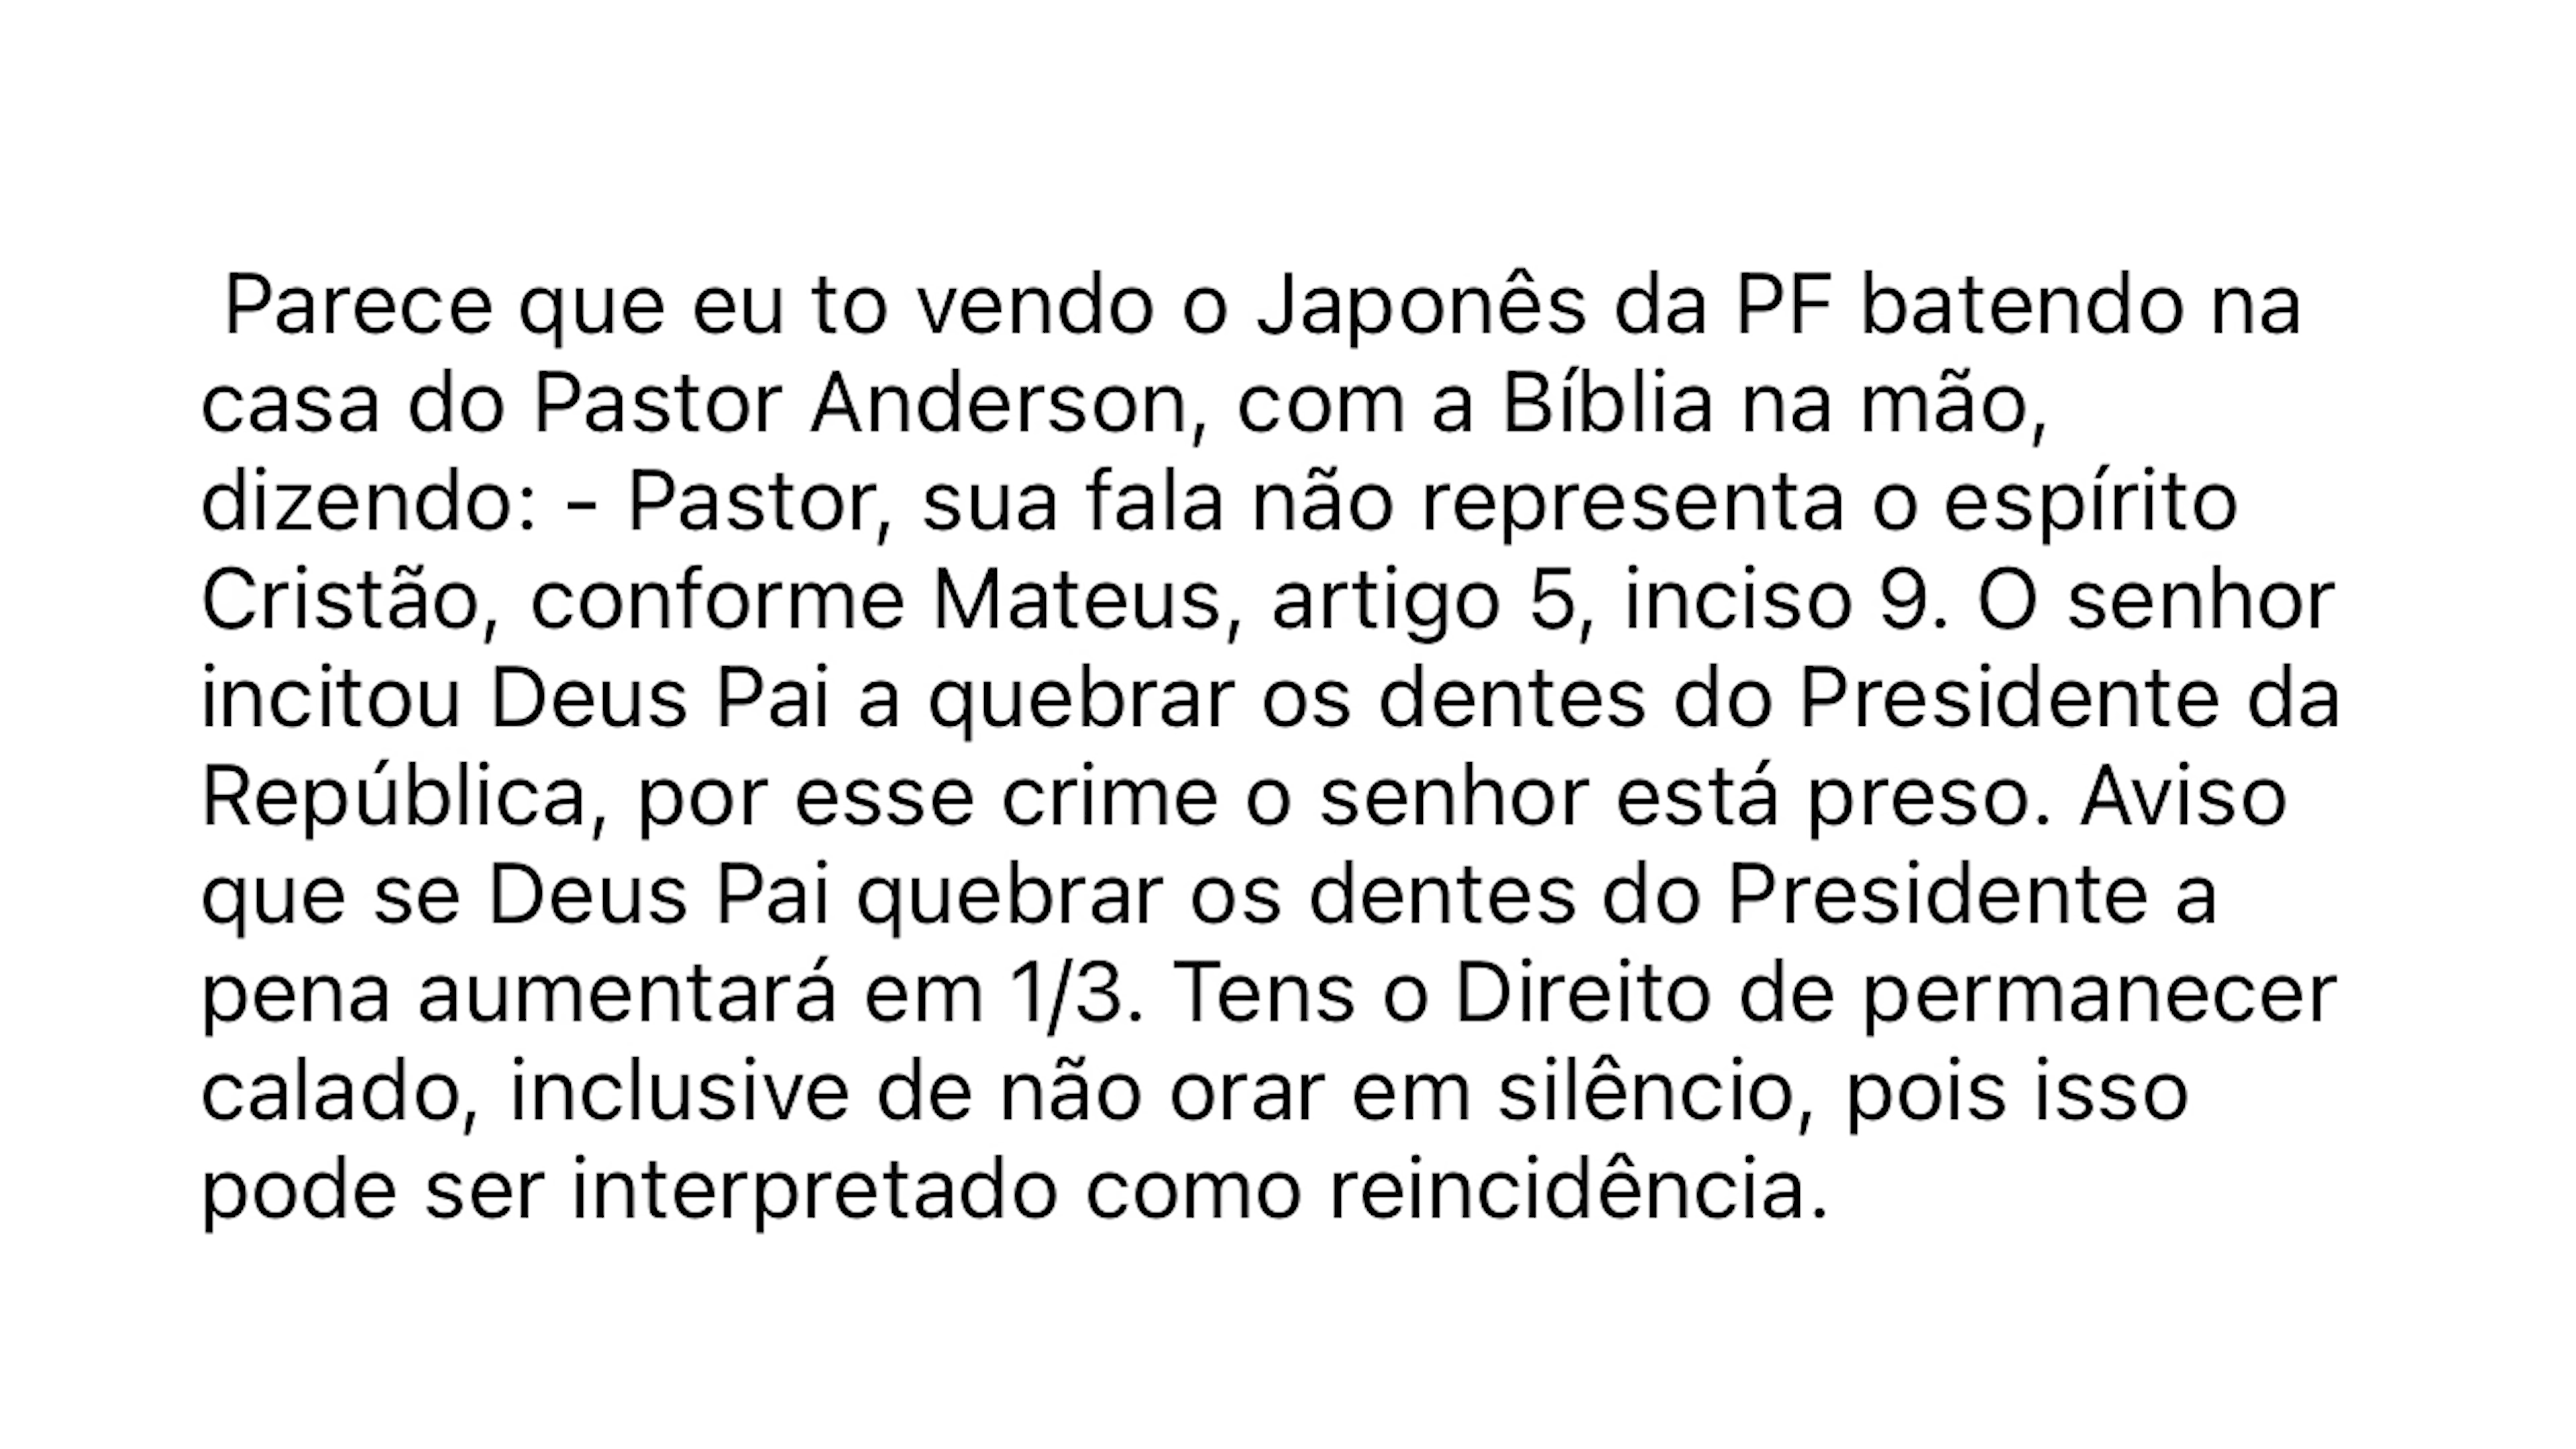 Parece que eu to vendo o Japonês da PF batendo na
casa do Pastor Anderson, com a Bíblia na mão,
dizendo: - Pastor, sua fala não representa o espírito
Cristão, conforme Mateus, artigo 5, inciso 9. O senhor
incitou Deus Pai a quebrar os dentes do Presidente da
República, por esse crime o senhor está preso. Aviso
que se Deus Pai quebrar os dentes do Presidente a
pena aumentará em 1/3. Tens o Direito de permanecer
calado, inclusive de não orar em silêncio, pois isso
pode ser interpretado como reincidência.